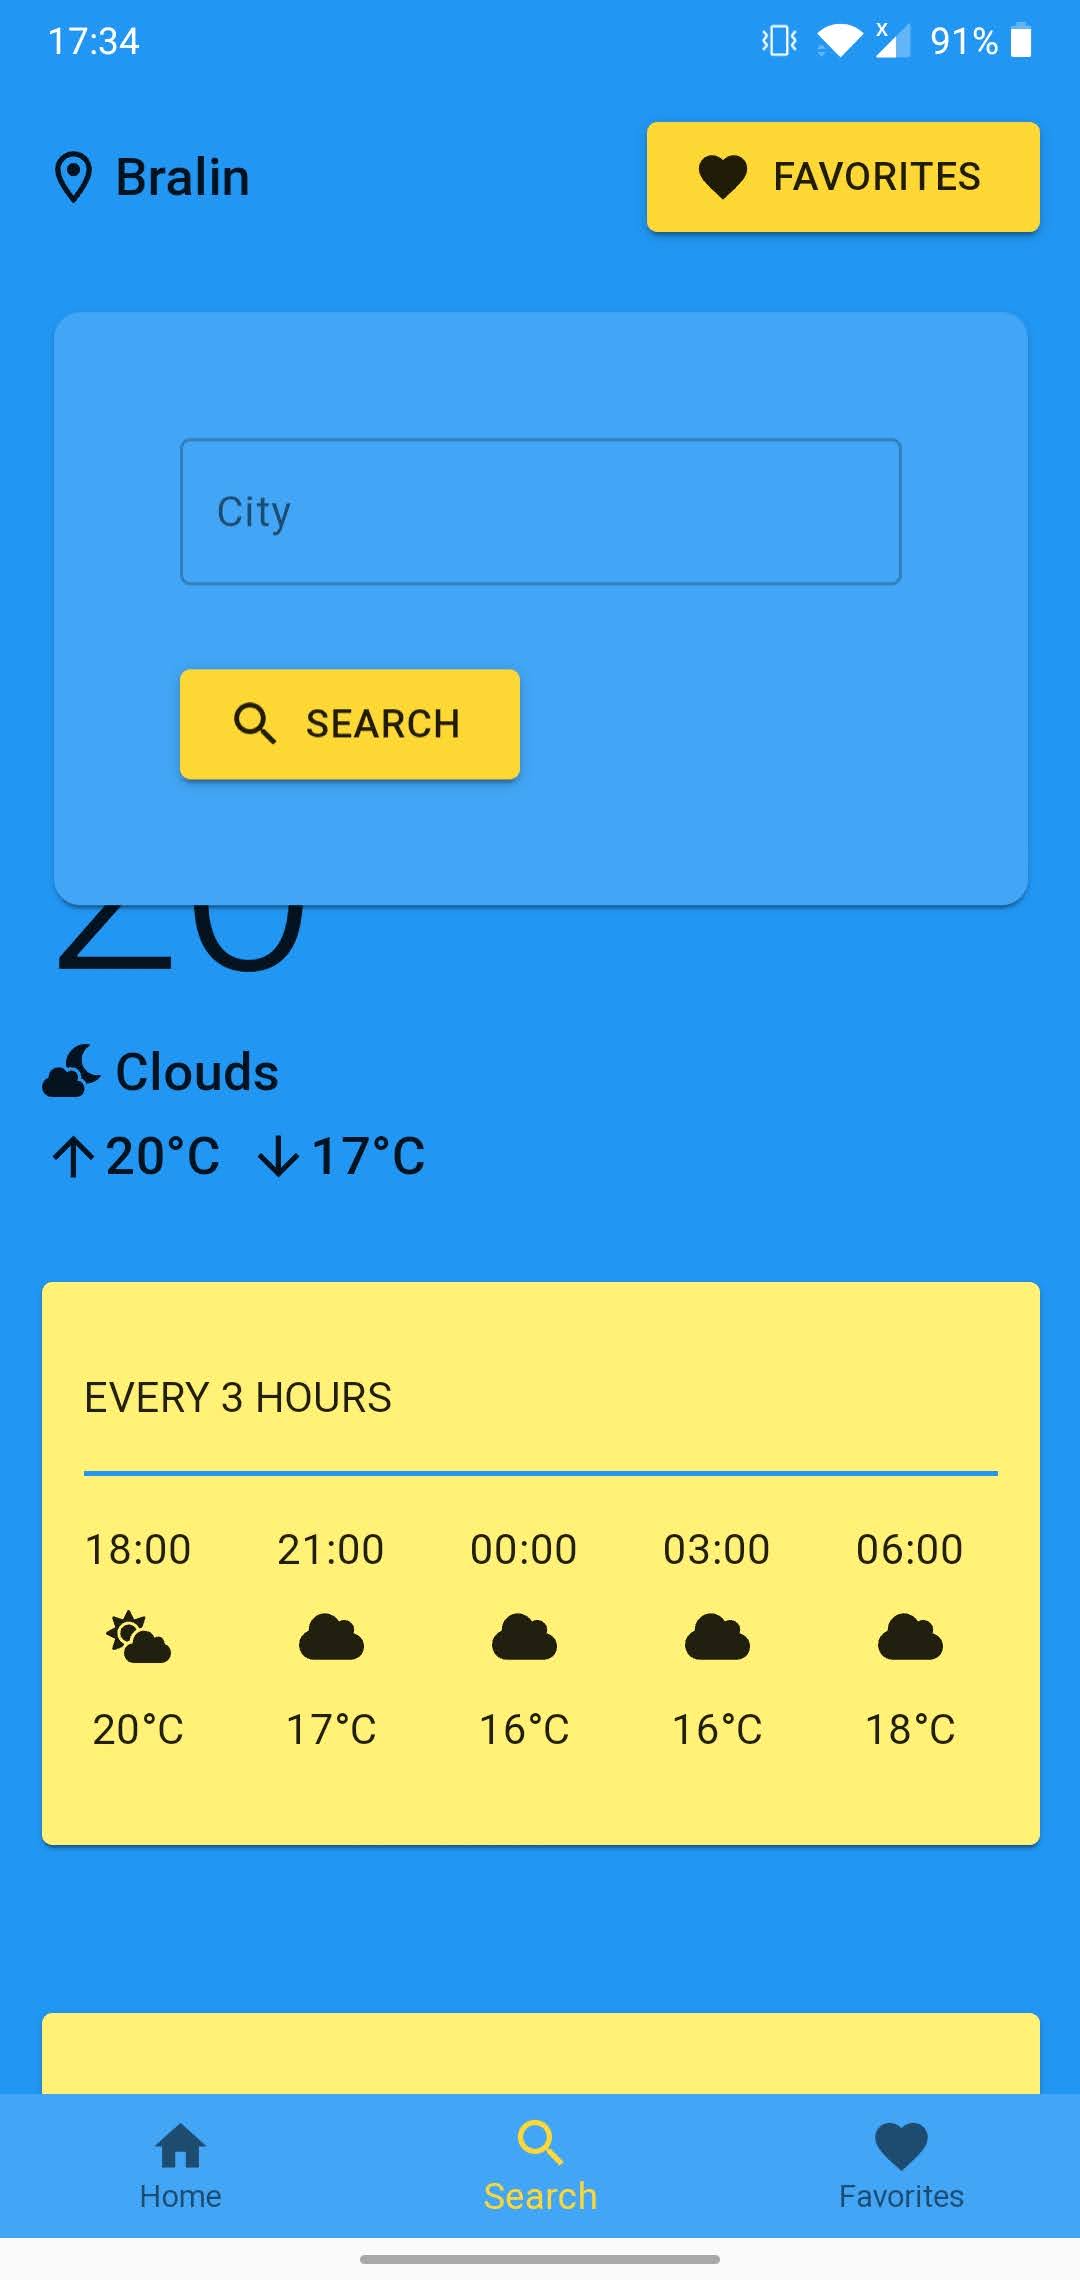 17:34 91%
Bralin FAVORITES
City
SEARCH
20
Clouds
20°C 17°C
EVERY 3 HOURS
18:00 21:00 00:00 03:00 06:00
20°C 17°C 16°C 16°C 18°C
Home Search Favorites